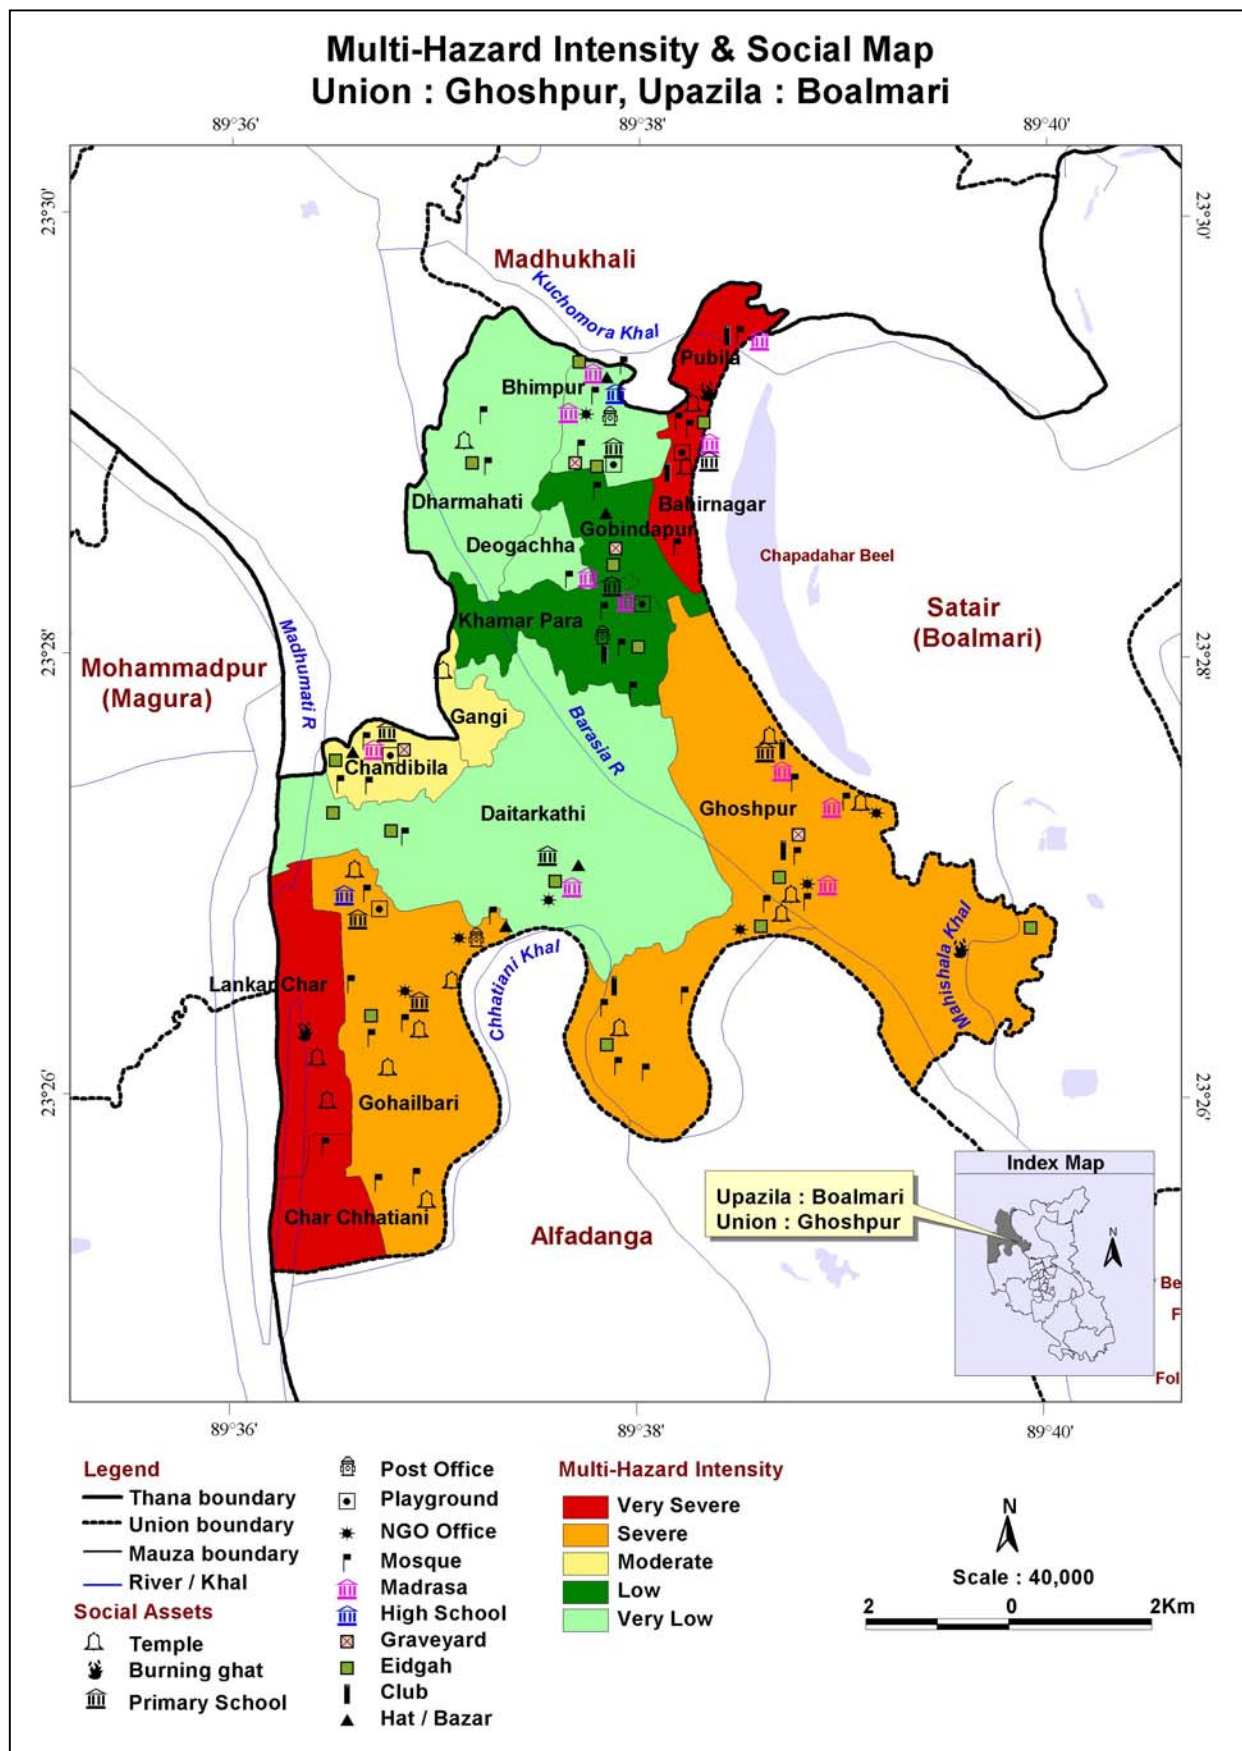 Multi-Hazard Intensity & Social Map
Union : Ghoshpur, Upazila : Boalmari
89°36'
89°38'
89°40'
23°30'
23°30'
Madhukhali
Kuchomora Khal
Pubila
Bhimpur
Dharmahati
Bahirnagar
Gobindapur
Deogachha
Chapadahar Beel
Khamar Para
Satair
(Boalmari)
23°28'
23°28'
Madhumati R
Mohammadpur
(Magura)
Gangi
Barasia R
Chandibila
Daitarkathi
Ghoshpur
Lankar Char
Chhatiani Khal
Mahishala Khal
Gohailbari
23°26'
23°26'
Char Chhatiani
Alfadanga
Index Map
Upazila : Boalmari
Union : Ghoshpur
N
Be
F
Fol
89°36'
89°38'
89°40'
Legend
Thana boundary
Union boundary
Mauza boundary
River / Khal
Social Assets
Temple
Burning ghat
Primary School
Post Office
Playground
NGO Office
Mosque
Madrasa
High School
Graveyard
Eidgah
Club
Hat / Bazar
Multi-Hazard Intensity
Very Severe
Severe
Moderate
Low
Very Low
N
Scale : 40,000
2 0 2Km